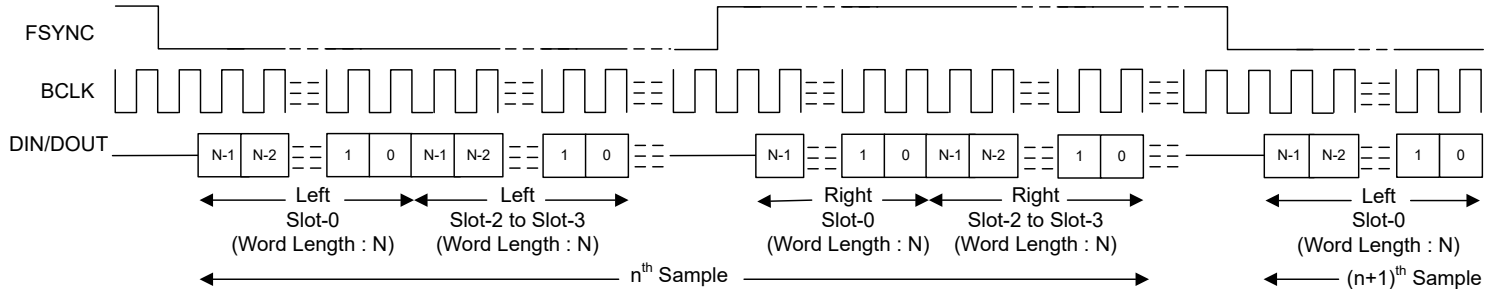 FSYNC
BCLK
DIN/DOUT
N-1 N-2 1 0 N-1 N-2 1 0 N-1 1 0 N-1 N-2 1 0 N-1 N-2 1 0
Left Left Right Right Left
Slot-0 Slot-2 to Slot-3 Slot-0 Slot-2 to Slot-3 Slot-0
(Word Length : N) (Word Length : N) (Word Length : N) (Word Length : N) (Word Length : N)
nth Sample (n+1)th Sample